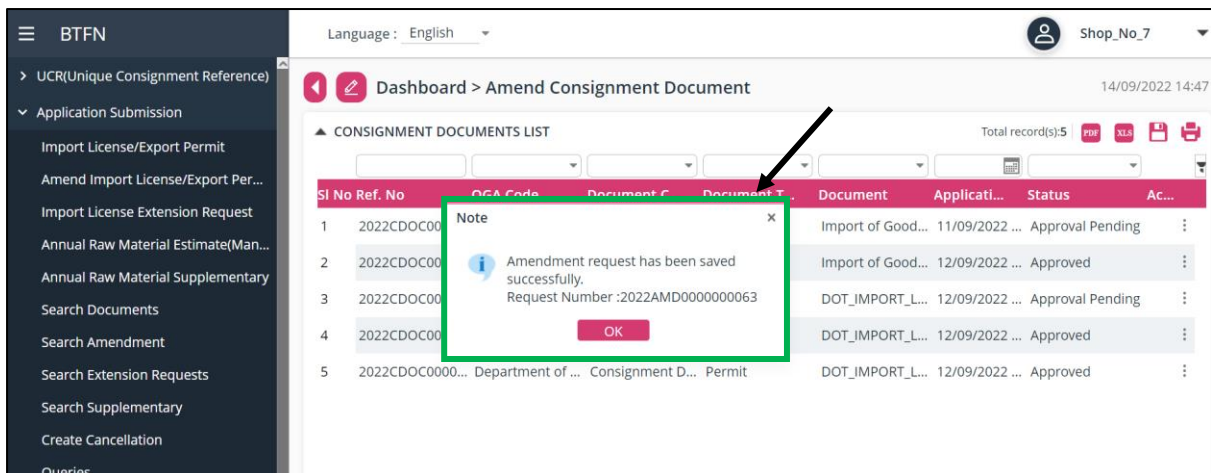 BTFN
Language : English
Shop_No_7
UCR(Unique Consignment Reference)
Application Submission
Import License/Export Permit
Amend Import License/Export Per...
Import License Extension Request
Annual Raw Material Estimate(Man...
Annual Raw Material Supplementary
Search Documents
Search Amendment
Search Extension Requests
Search Supplementary
Create Cancellation
Queries
Dashboard > Amend Consignment Document
14/09/2022 14:47
CONSIGNMENT DOCUMENTS LIST
Total record(s):5 PDF XLS
Sl No Ref. No OGA Code Document C... Document T... Document Applicati... Status Ac...
1 2022CDOC00 Import of Good... 11/09/2022 ... Approval Pending
2 2022CDOC00 Import of Good... 12/09/2022 ... Approved
3 2022CDOC00 DOT_IMPORT_L... 12/09/2022 ... Approval Pending
4 2022CDOC00 DOT_IMPORT_L... 12/09/2022 ... Approved
5 2022CDOC0000... Department of ... Consignment D... Permit DOT_IMPORT_L... 12/09/2022 ... Approved
Note
Amendment request has been saved
successfully.
Request Number :2022AMD0000000063
OK